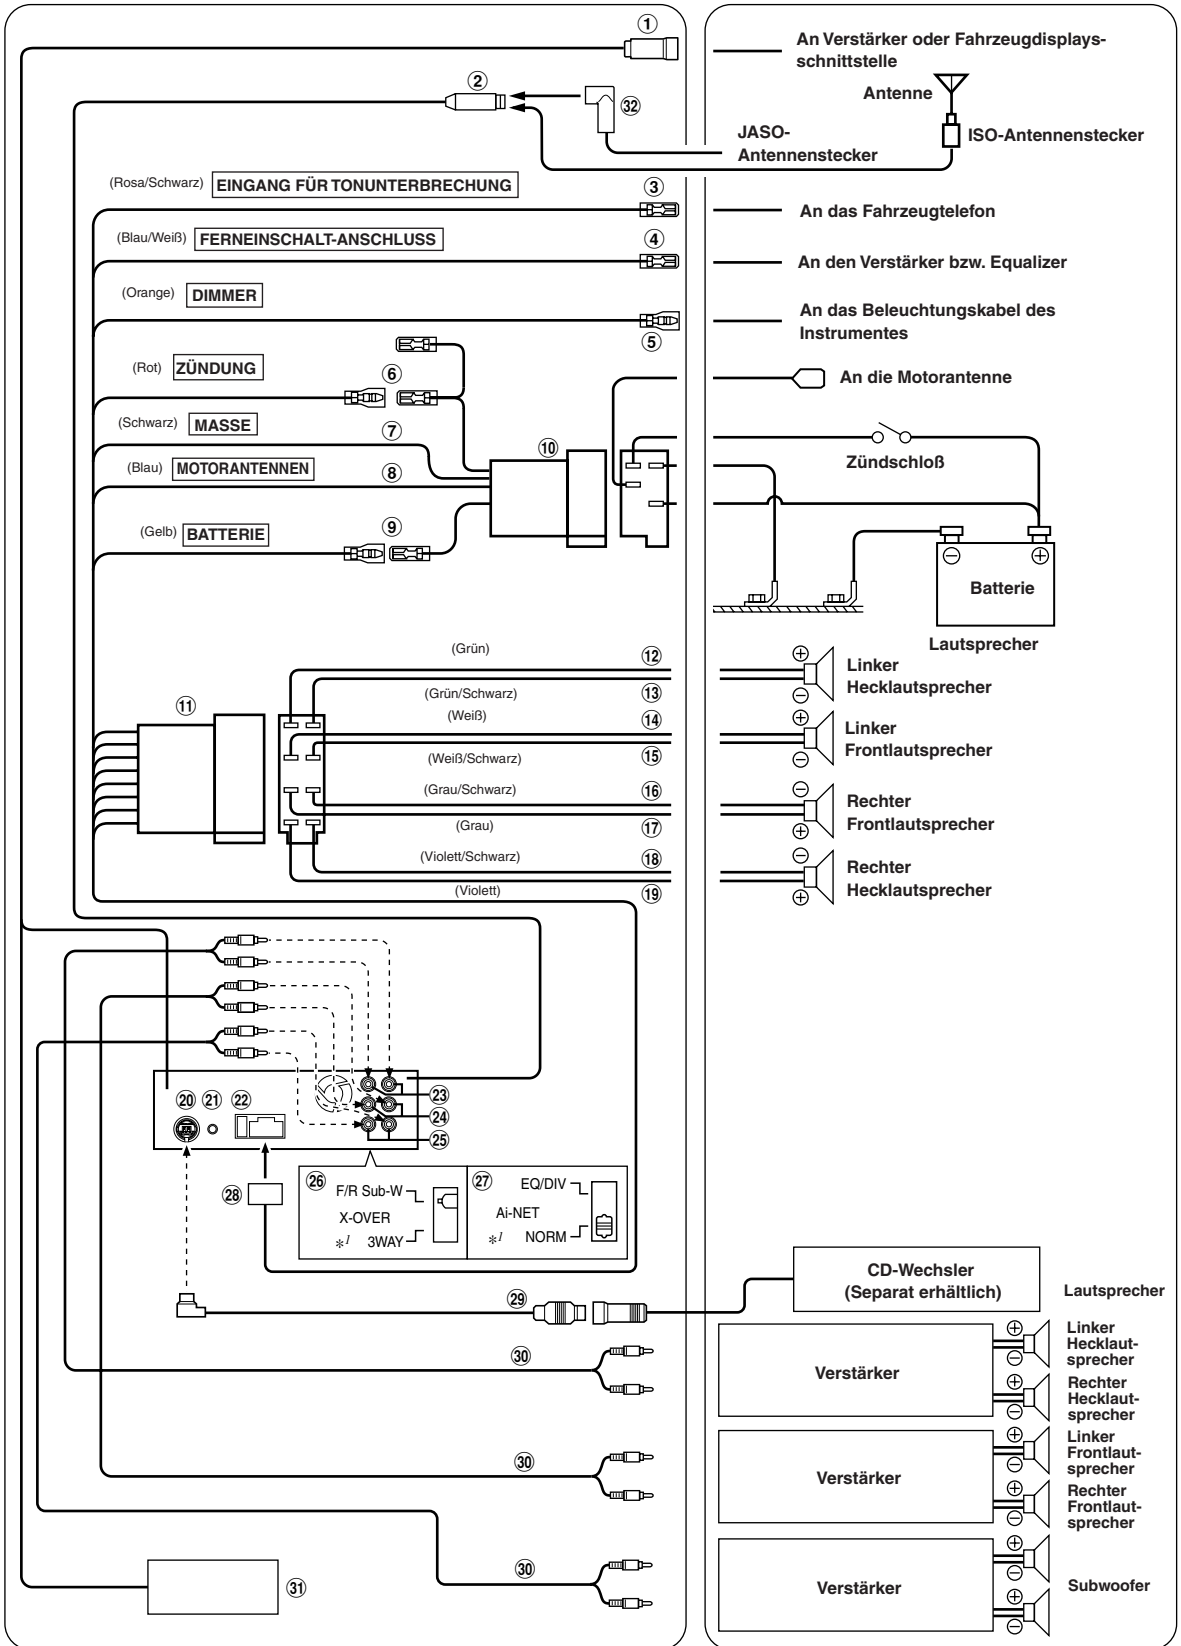 ①
An Verstärker oder Fahrzeugdisplays-
schnittstelle
②
㉜
Antenne
JASO-
Antennenstecker
ISO-Antennenstecker
(Rosa/Schwarz) EINGANG FÜR TONUNTERBRECHUNG
③
An das Fahrzeugtelefon
(Blau/Weiß) FERNEINSCHALT-ANSCHLUSS
④
An den Verstärker bzw. Equalizer
(Orange) DIMMER
⑤
An das Beleuchtungskabel des
Instrumentes
(Rot) ZÜNDUNG
⑥
An die Motorantenne
(Schwarz) MASSE
⑦
⑩
Zündschloß
(Blau) MOTORANTENNEN
⑧
(Gelb) BATTERIE
⑨
⊖ ⊕
Batterie
Lautsprecher
⑪
(Grün)
⑫
(Grün/Schwarz)
⑬
⊕
⊖
Linker
Hecklautsprecher
(Weiß)
⑭
(Weiß/Schwarz)
⑮
⊕
⊖
Linker
Frontlautsprecher
(Grau/Schwarz)
⑯
(Grau)
⑰
⊖
⊕
Rechter
Frontlautsprecher
(Violett/Schwarz)
⑱
(Violett)
⑲
⊖
⊕
Rechter
Hecklautsprecher
⑳ ㉑ ㉒
㉓
㉔
㉕
㉖
F/R Sub-W
X-OVER
*1 3WAY
㉗
EQ/DIV
Ai-NET
*1 NORM
㉘
㉙
CD-Wechsler
(Separat erhältlich)
Lautsprecher
㉚
Verstärker
⊕
⊖
Linker
Hecklaut-
sprecher
⊕
⊖
Rechter
Hecklaut-
sprecher
㉚
Verstärker
⊕
⊖
Linker
Frontlaut-
sprecher
⊕
⊖
Rechter
Frontlaut-
sprecher
㉚
Verstärker
⊕
⊖
⊕
⊖
Subwoofer
㉛